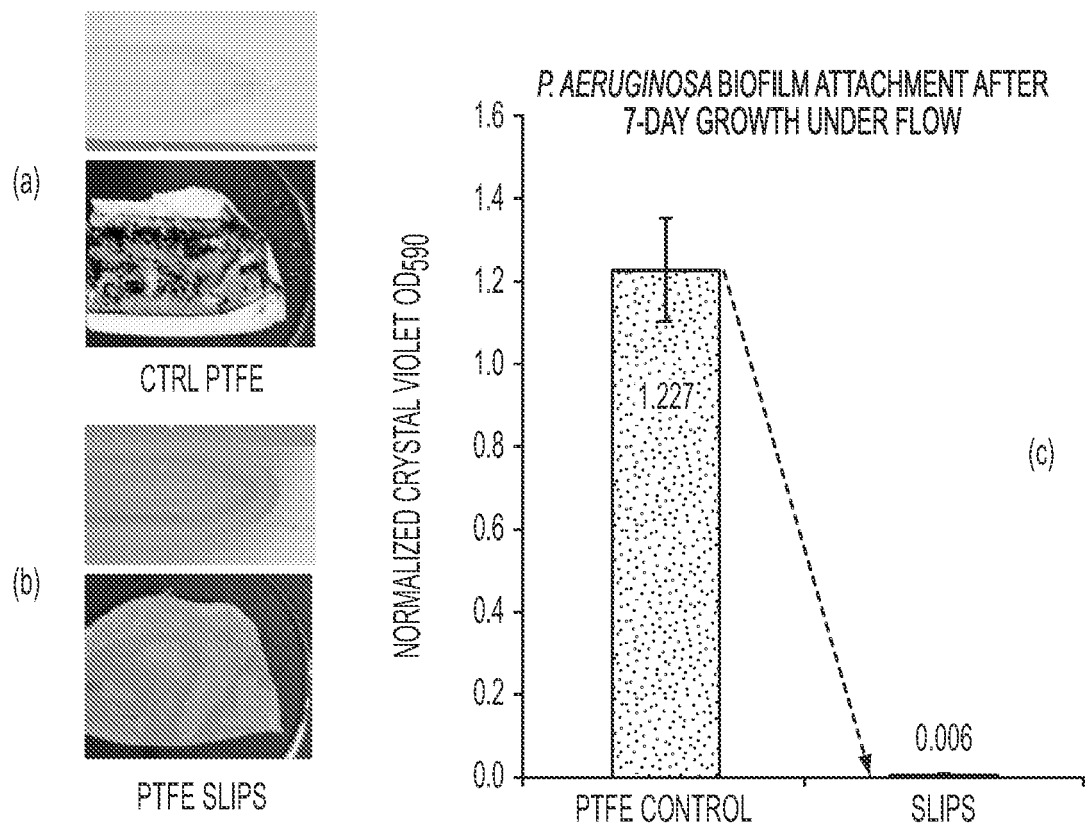 (a)
CTRL PTFE
(b)
PTFE SLIPS
P. AERUGINOSA BIOFILM ATTACHMENT AFTER
7-DAY GROWTH UNDER FLOW
NORMALIZED CRYSTAL VIOLET OD590
1.6
1.4
1.2
1.0
0.8
0.6
0.4
0.2
0.0
1.227
0.006
PTFE CONTROL
SLIPS
(c)